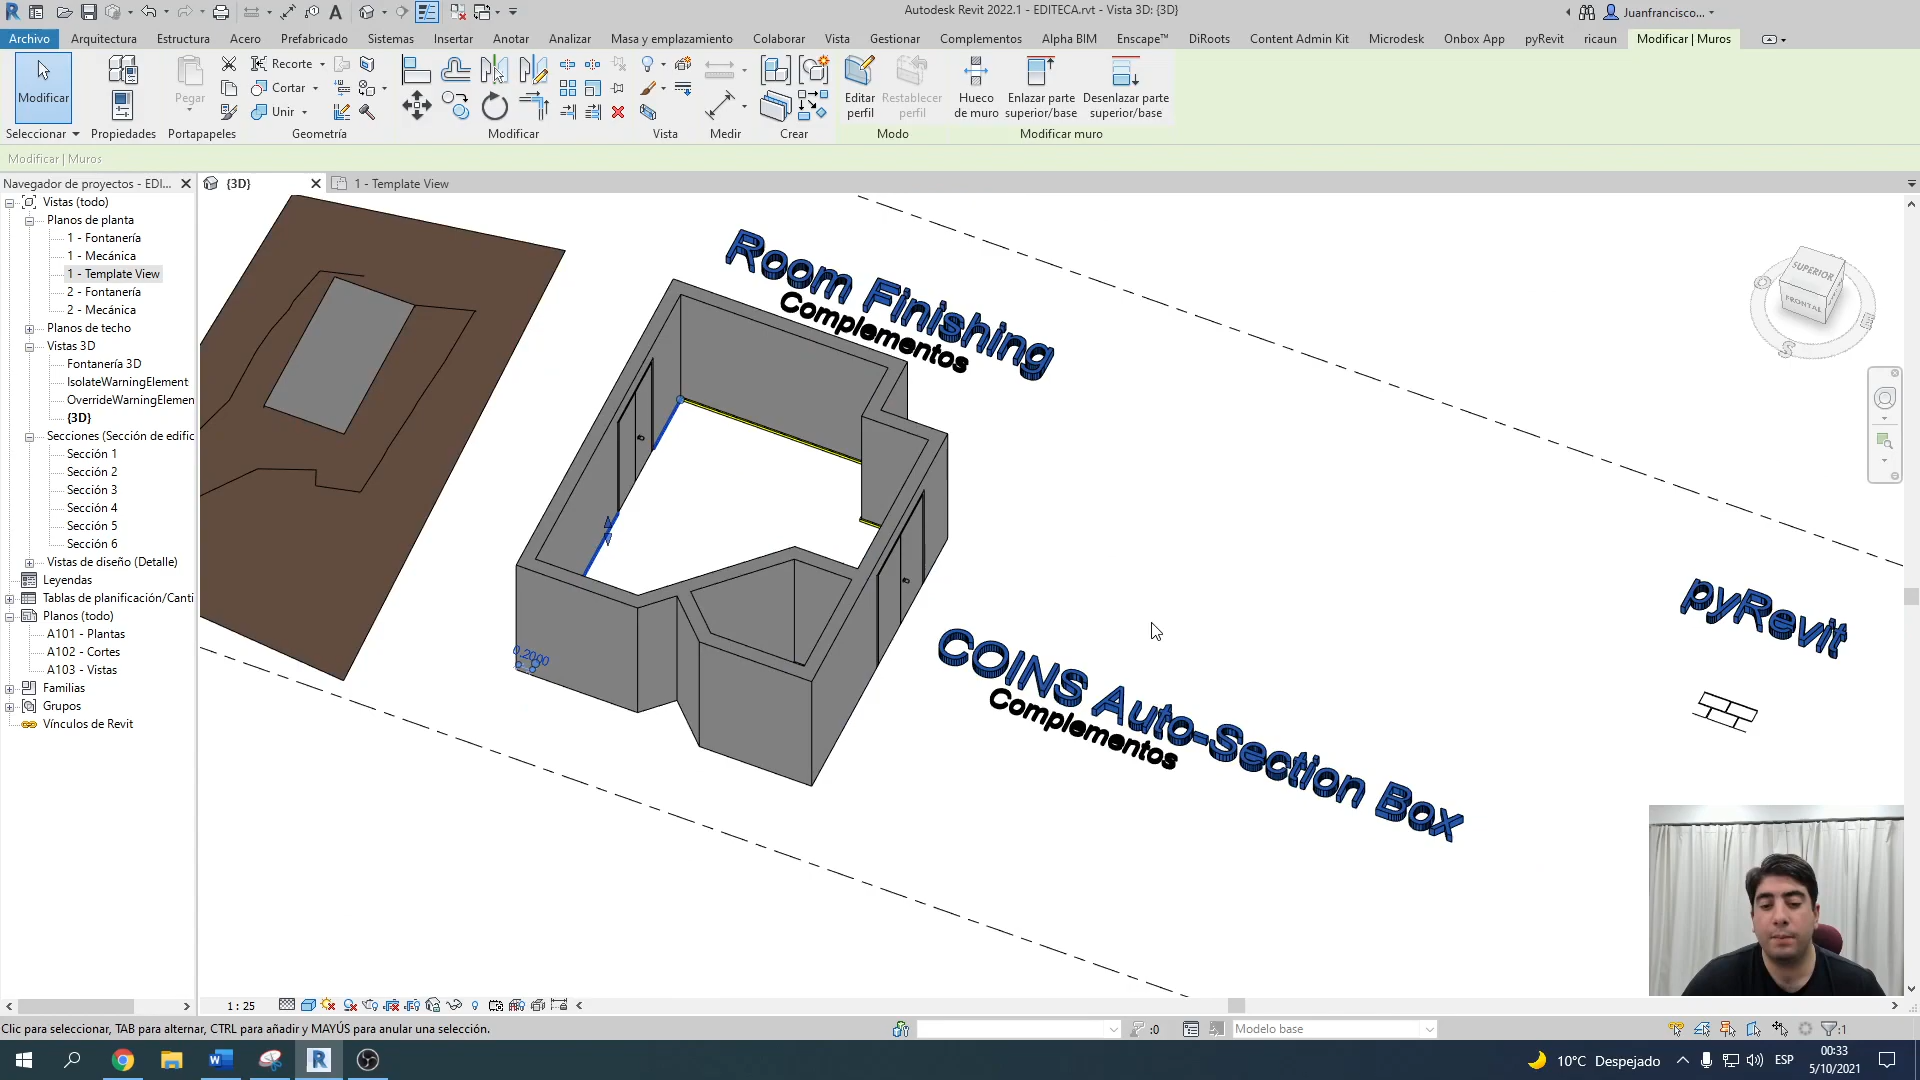 Autodesk Revit 2022.1 - EDITECA.rvt - Vista 3D: {3D}
Juanfrancisco...
Archivo
Arquitectura
Estructura
Acero
Prefabricado
Sistemas
Insertar
Anotar
Analizar
Masa y emplazamiento
Colaborar
Vista
Gestionar
Complementos
Alpha BIM
Enscape™
DiRoots
Content Admin Kit
Microdesk
Onbox App
pyRevit
ricaun
Modificar | Muros
Modificar
Pegar
Recorte
Cortar
Unir
Editar perfil
Restablecer perfil
Hueco de muro
Enlazar parte superior/base
Desenlazar parte superior/base
Seleccionar
Propiedades
Portapapeles
Geometría
Modificar
Vista
Medir
Crear
Modo
Modificar muro
Modificar | Muros
Navegador de proyectos - EDI...
{3D}
1 - Template View
Vistas (todo)
Planos de planta
1 - Fontanería
1 - Mecánica
1 - Template View
2 - Fontanería
2 - Mecánica
Planos de techo
Vistas 3D
Fontanería 3D
IsolateWarningElement
OverrideWarningElemen
{3D}
Secciones (Sección de edific
Sección 1
Sección 2
Sección 3
Sección 4
Sección 5
Sección 6
Vistas de diseño (Detalle)
Leyendas
Tablas de planificación/Canti
Planos (todo)
A101 - Plantas
A102 - Cortes
A103 - Vistas
Familias
Grupos
Vínculos de Revit
Room Finishing
Complementos
SUPERIOR
FRONTAL
S
E
pyRevit
COINS Auto-Section Box
Complementos
0.2000
1 : 25
Clic para seleccionar, TAB para alternar, CTRL para añadir y MAYÚS para anular una selección.
:0
Modelo base
:1
10°C Despejado
ESP
00:33
5/10/2021